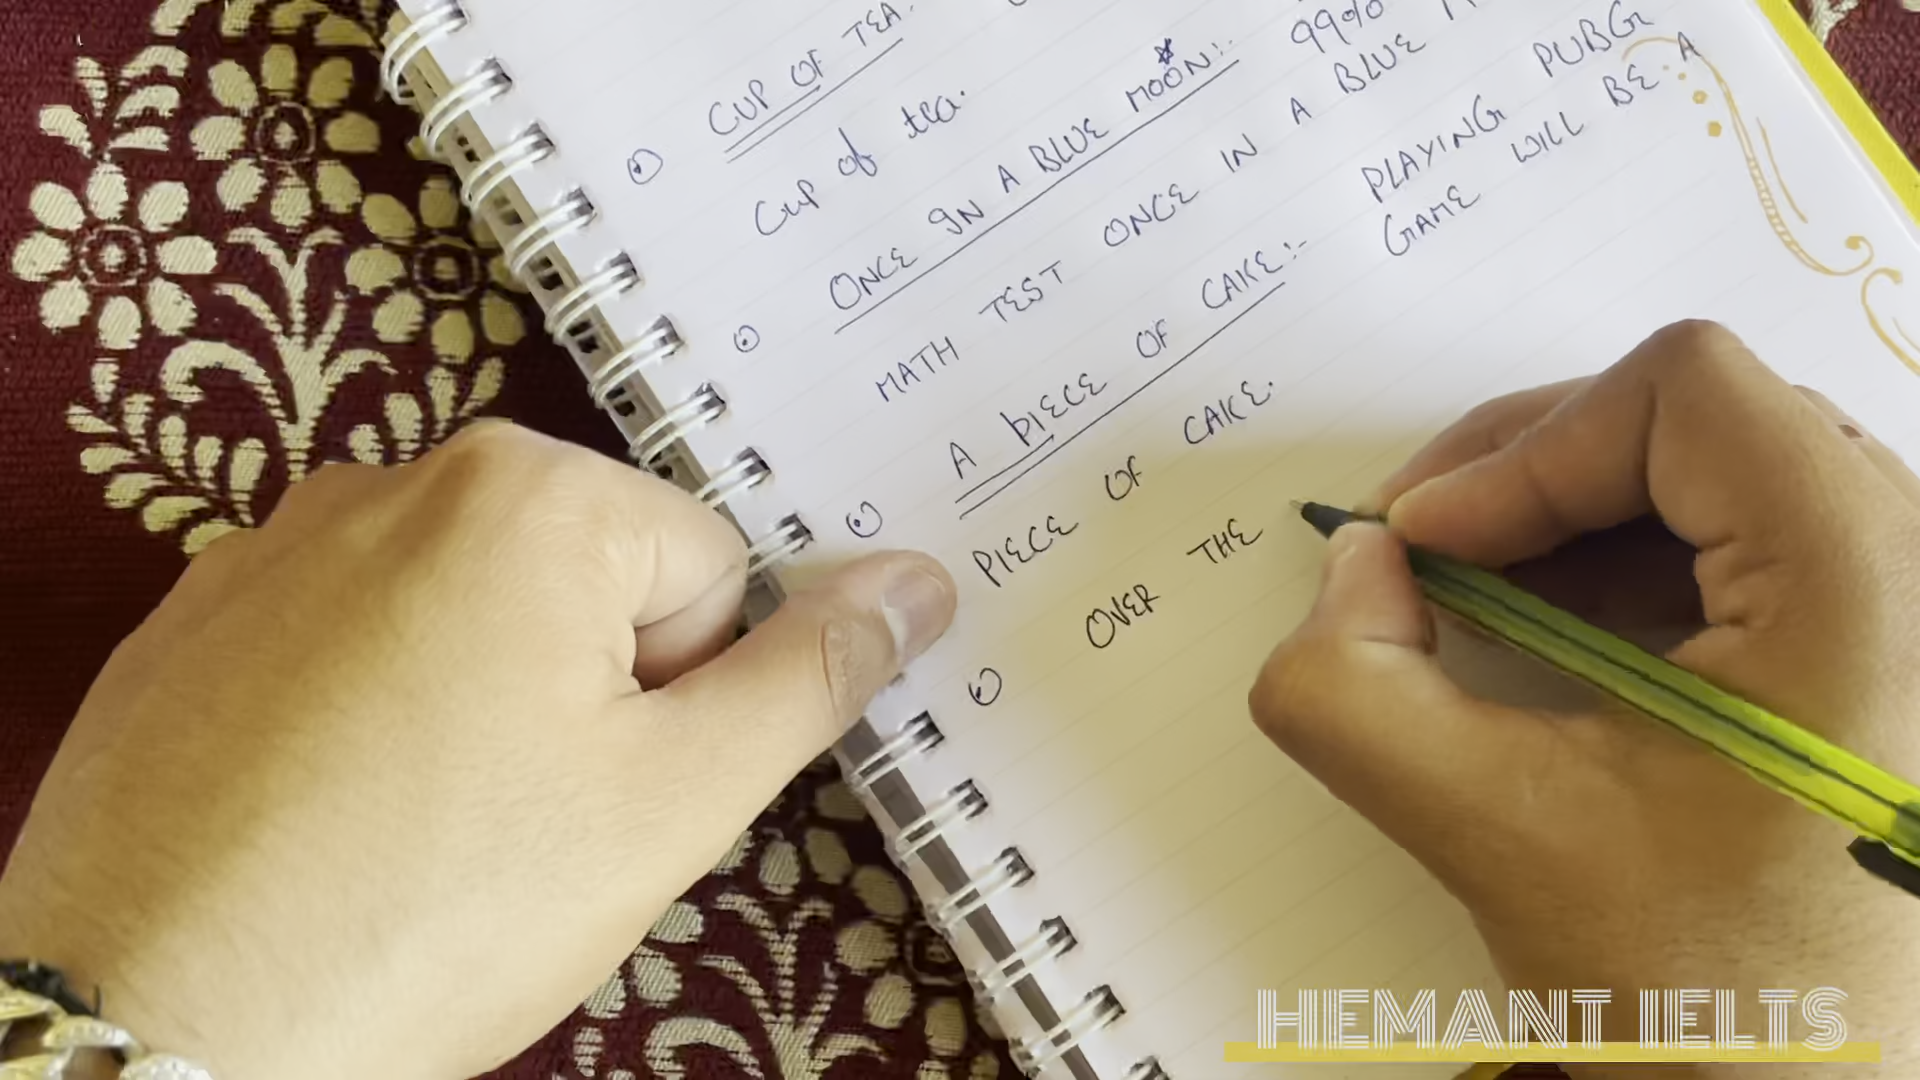 CUP OF TEA.
Cup of tea.
ONCE IN A BLUE MOON:- 99%
MATH TEST ONCE IN A BLUE
A PIECE OF CAKE:- PLAYING PUBG
GAME WILL BE A
PIECE OF CAKE.
OVER THE
HEMANT IELTS